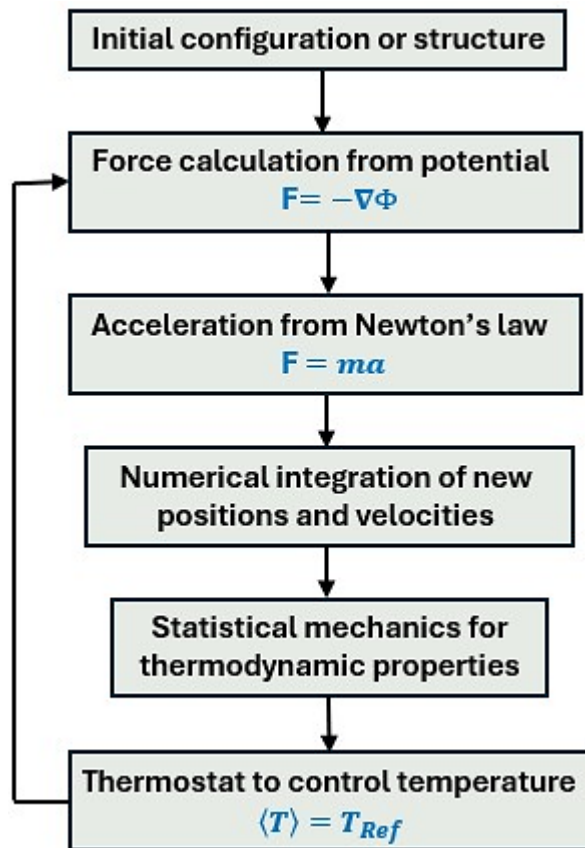 Initial configuration or structure
Force calculation from potential
F= −∇Φ
Acceleration from Newton’s law
F = ma
Numerical integration of new
positions and velocities
Statistical mechanics for
thermodynamic properties
Thermostat to control temperature
⟨T⟩ = T_Ref